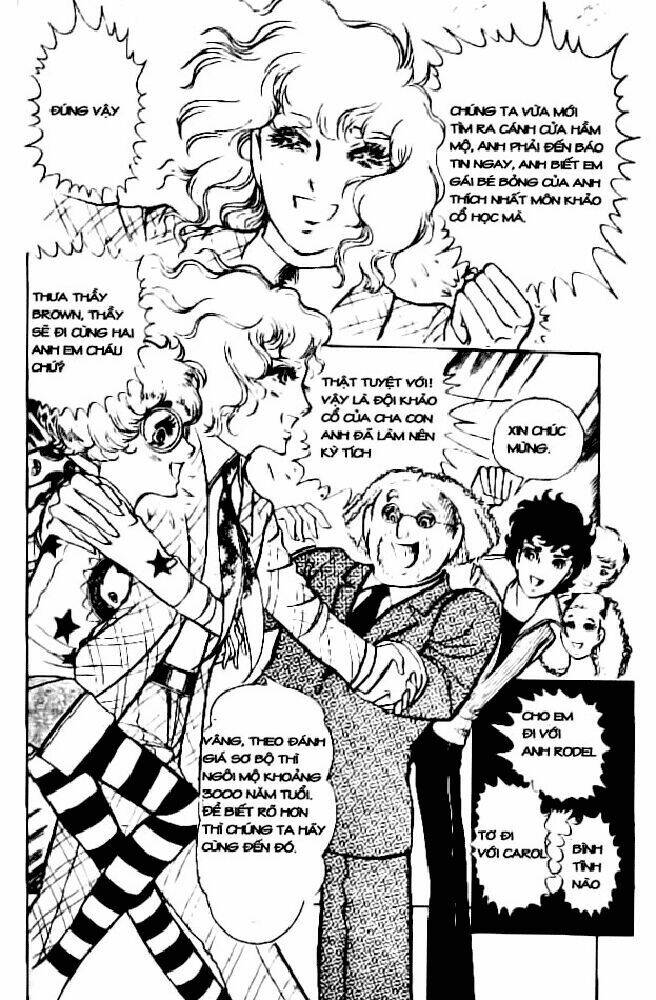 ĐÚNG VẬY
CHÚNG TA VỪA MỚI
TÌM RA CÁNH CỬA HẦM
MỘ, ANH PHẢI ĐẾN BÁO
TIN NGAY, ANH BIẾT EM
GÁI BÉ BỎNG CỦA ANH
THÍCH NHẤT MÔN KHẢO
CỔ HỌC MÀ.
THƯA THẦY
BROWN, THẦY
SẼ ĐI CÙNG HAI
ANH EM CHÁU
CHỨ?
THẬT TUYỆT VỜI!
VẬY LÀ ĐỘI KHẢO
CỔ CỦA CHA CON
ANH ĐÃ LÀM NÊN
KỲ TÍCH
XIN CHÚC
MỪNG.
VÂNG, THEO ĐÁNH
GIÁ SƠ BỘ THÌ
NGÔI MỘ KHOẢNG
3000 NĂM TUỔI.
ĐỂ BIẾT RÕ HƠN
THÌ CHÚNG TA HÃY
CÙNG ĐẾN ĐÓ.
CHO EM
ĐI VỚI
ANH RODEL
TỚ ĐI
VỚI CAROL
BÌNH
TĨNH
NÀO